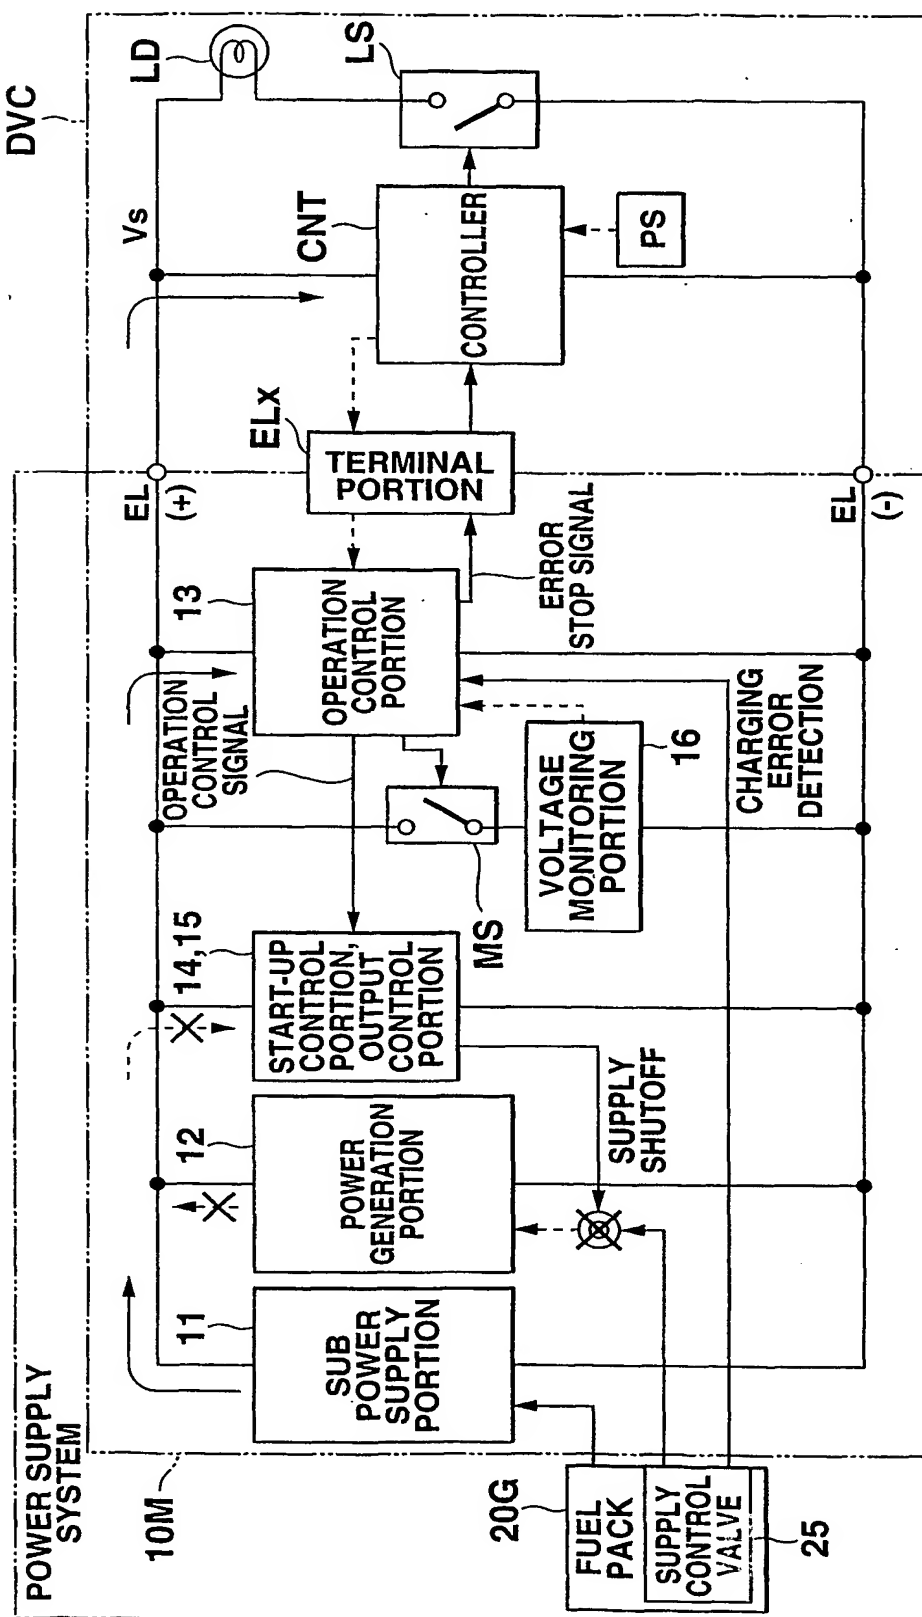 POWER SUPPLY
SYSTEM
DVC
10M
11
SUB
POWER
SUPPLY
PORTION
12
POWER
GENERATION
PORTION
14,15
START-UP
CONTROL
PORTION,
OUTPUT
CONTROL
PORTION
OPERATION
CONTROL
SIGNAL
13
OPERATION
CONTROL
PORTION
EL
(+)
ELx
TERMINAL
PORTION
Vs
CNT
CONTROLLER
LD
LS
PS
MS
VOLTAGE
MONITORING
PORTION
16
ERROR
STOP SIGNAL
SUPPLY
SHUTOFF
CHARGING
ERROR
DETECTION
EL
(-)
20G
FUEL
PACK
SUPPLY
CONTROL
VALVE
25